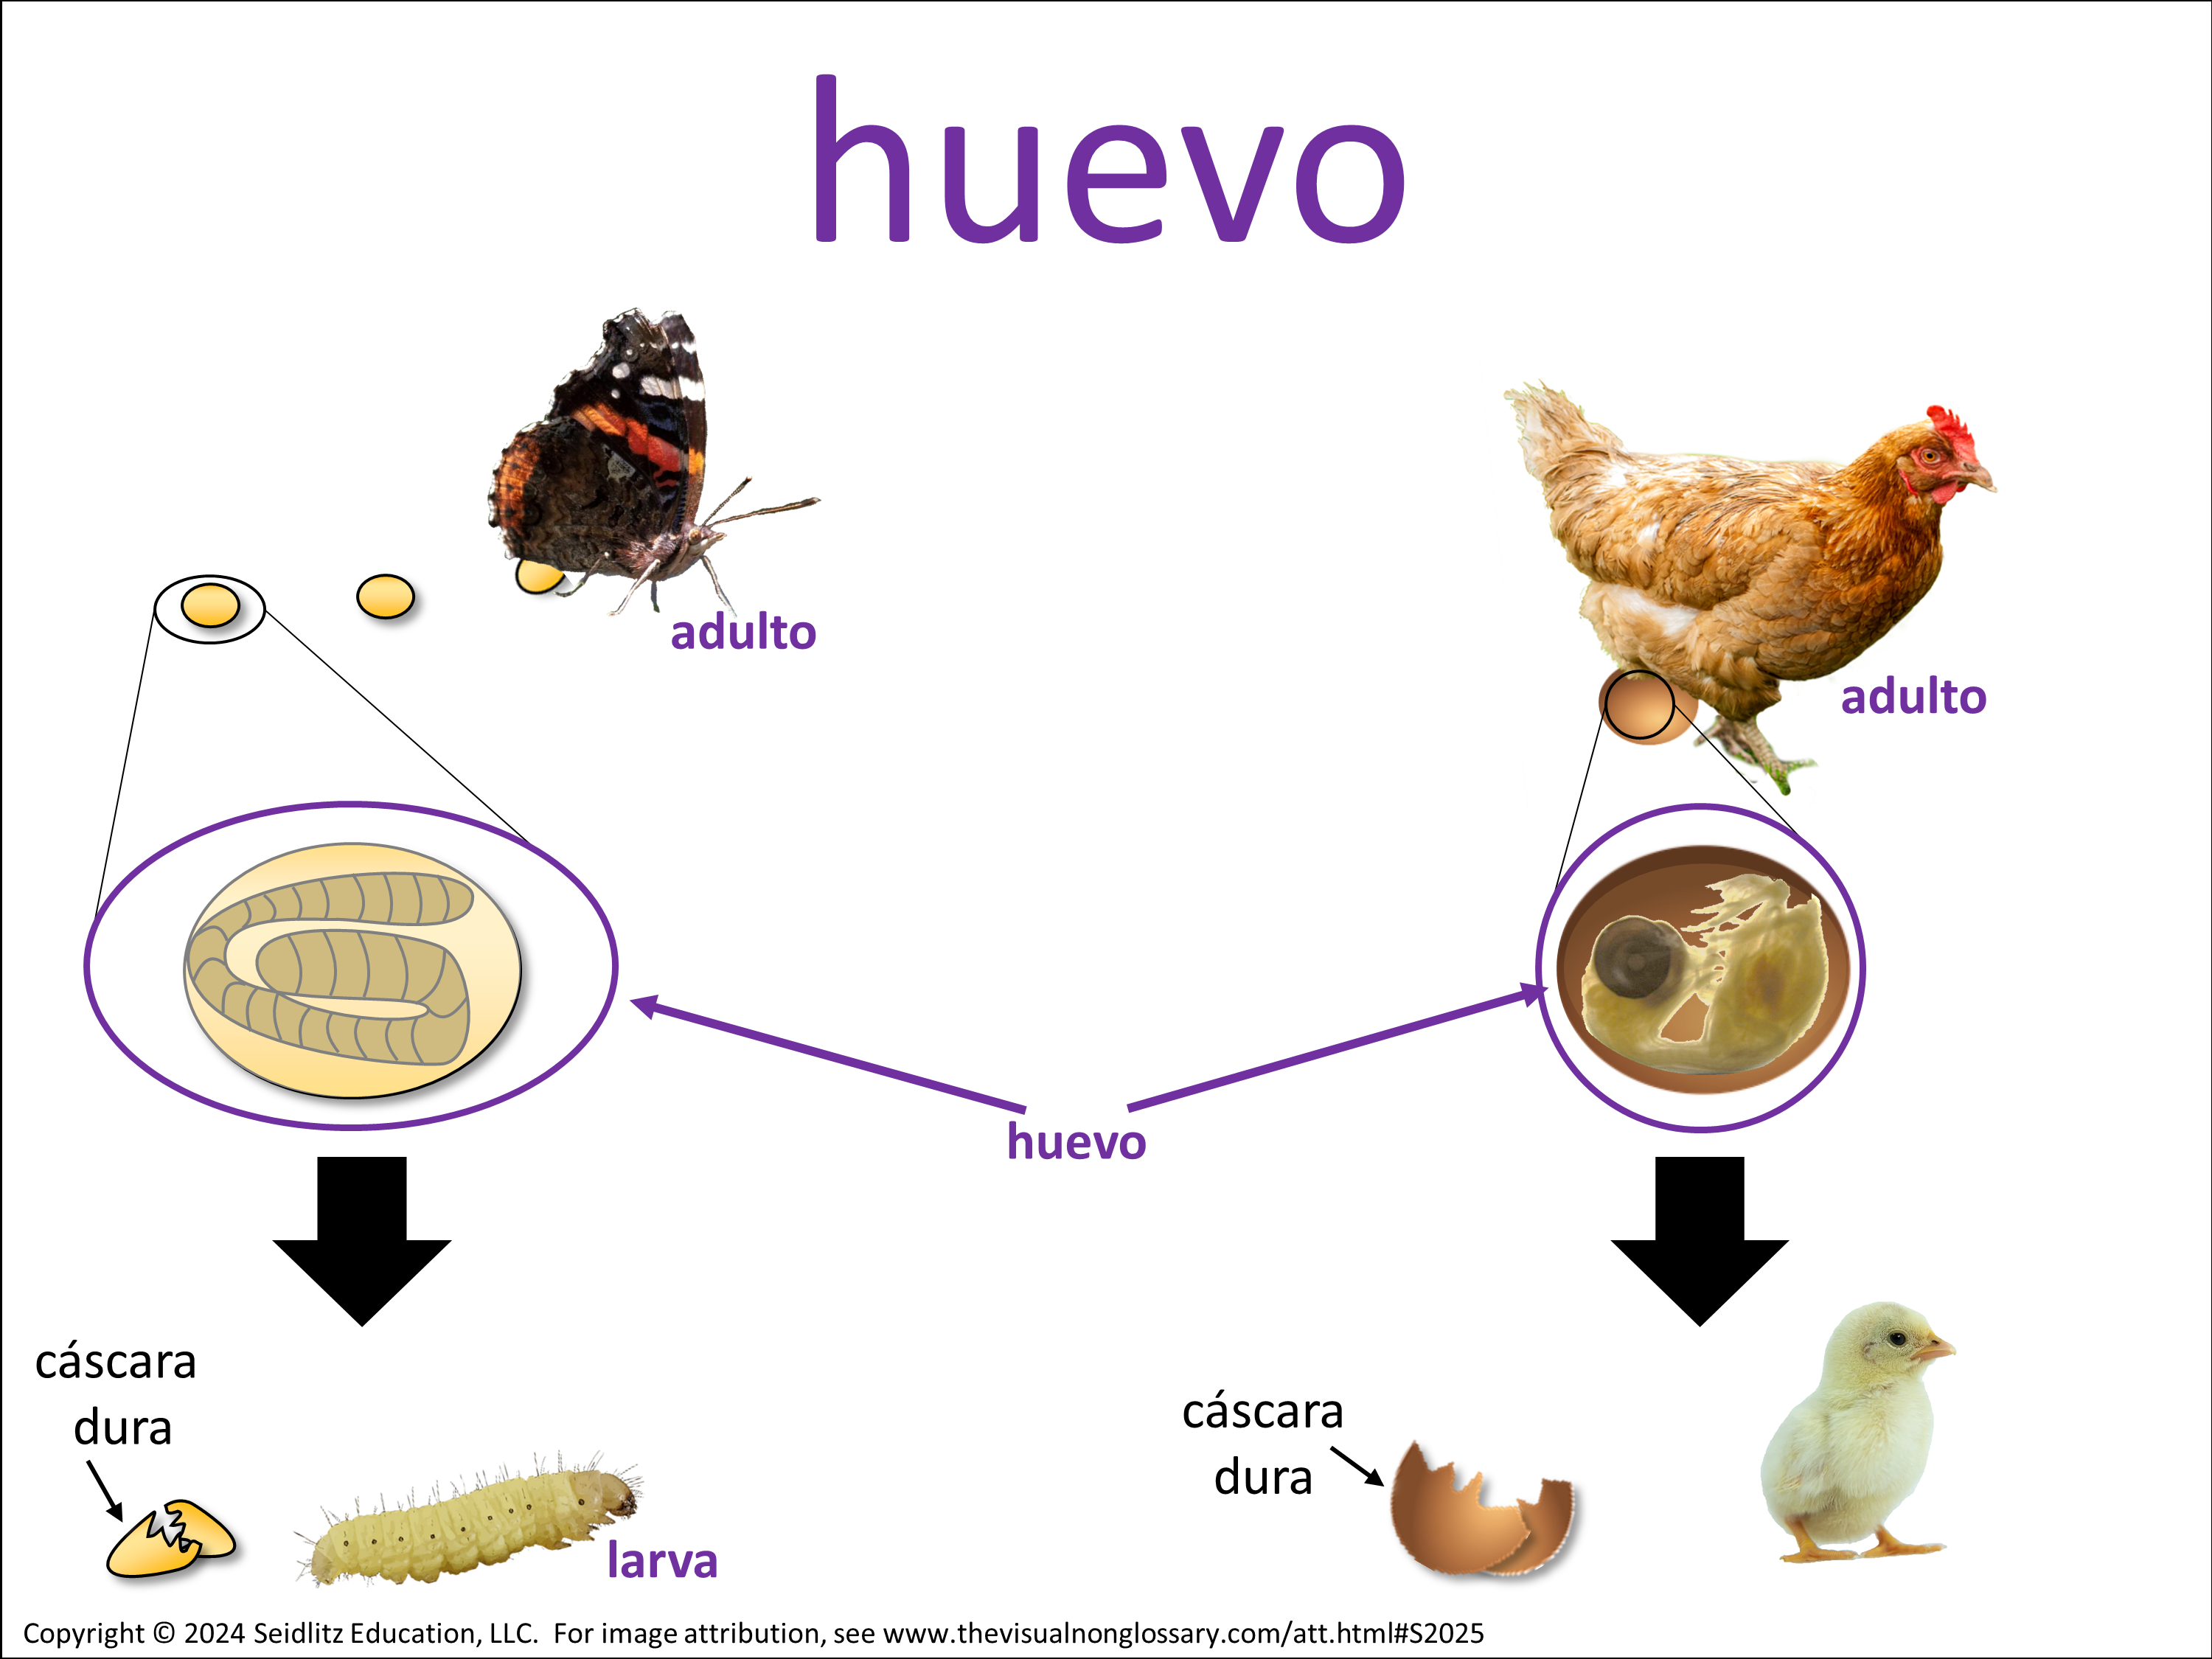 huevo
adulto
adulto
huevo
cáscara
dura
larva
cáscara
dura
Copyright © 2024 Seidlitz Education, LLC.  For image attribution, see www.thevisualnonglossary.com/att.html#S2025